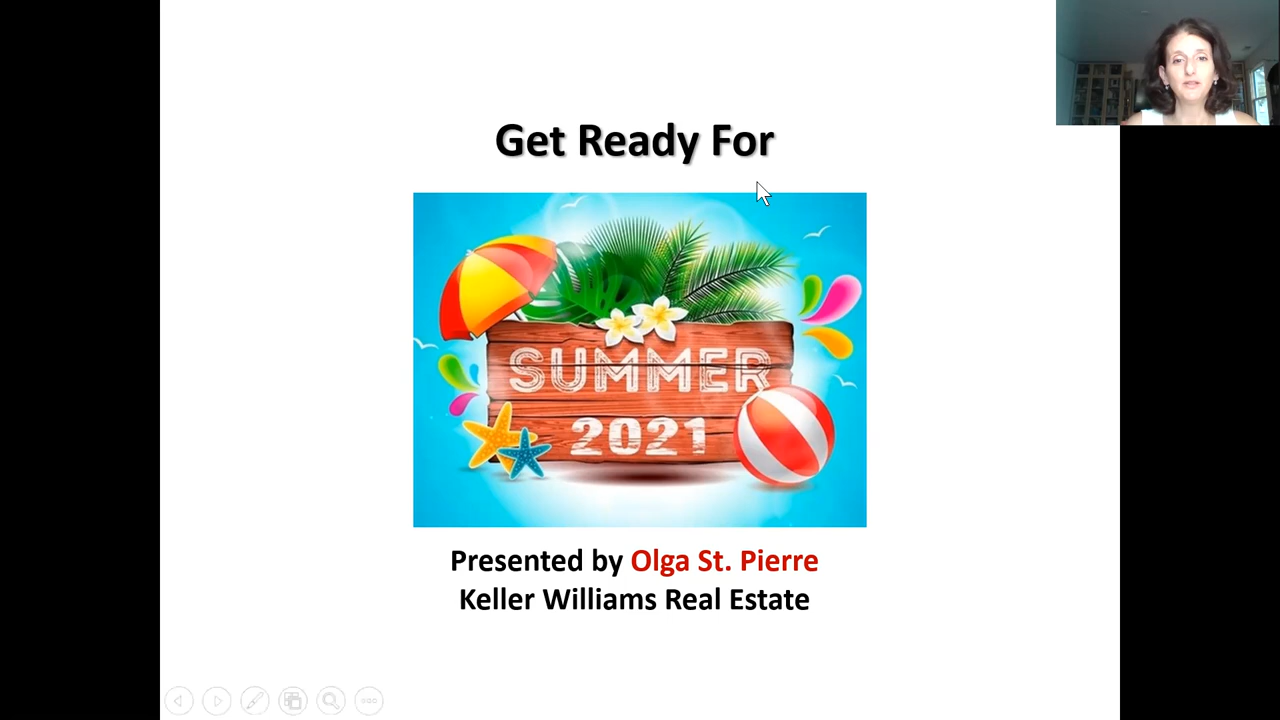 Get Ready For
SUMMER
2021
Presented by Olga St. Pierre
Keller Williams Real Estate